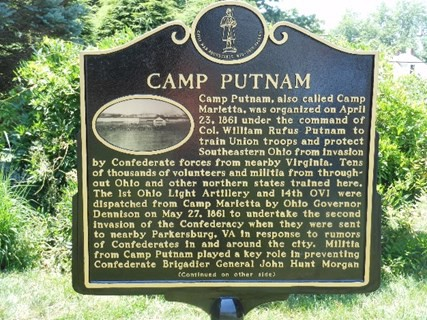 CAMP PUTNAM
Camp Putnam, also called Camp
Marietta, was organized on April
23, 1861 under the command of
Col. William Rufus Putnam to
train Union troops and protect
Southeastern Ohio from invasion
by Confederate forces from nearby Virginia. Tens
of thousands of volunteers and militia from through-
out Ohio and other northern states trained here.
The 1st Ohio Light Artillery and 14th OVI were
dispatched from Camp Marietta by Ohio Governor
Dennison on May 27, 1861 to undertake the second
invasion of the Confederacy when they were sent
to nearby Parkersburg, VA in response to rumors
of Confederates in and around the city. Militia
from Camp Putnam played a key role in preventing
Confederate Brigadier General John Hunt Morgan
(Continued on other side)